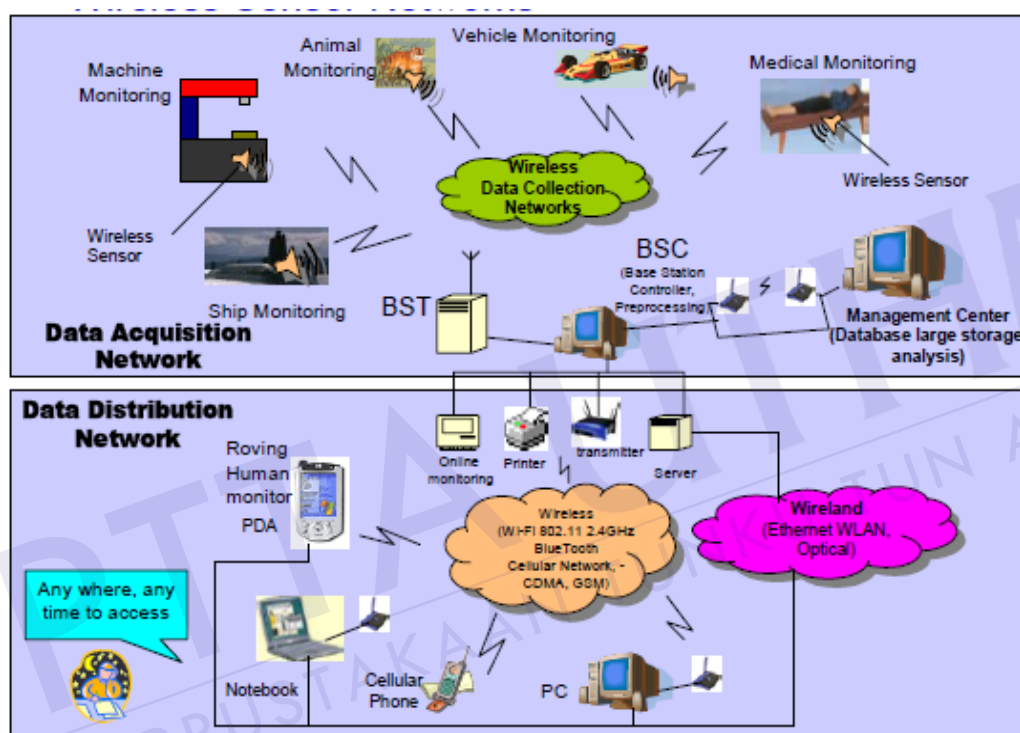 Wireless Sensor Networks
Machine
Monitoring
Animal
Monitoring
Vehicle Monitoring
Medical Monitoring
Wireless
Data Collection
Networks
Wireless Sensor
Wireless
Sensor
Ship Monitoring
BST
BSC
(Base Station
Controller,
Preprocessing)
Management Center
(Database large storage
analysis)
Data Acquisition
Network
Data Distribution
Network
Roving
Human
monitor
PDA
Online
monitoring
Printer
transmitter
Server
Wireless
(Wi-Fi 802.11 2.4GHz
BlueTooth
Cellular Network, -
CDMA, GSM)
Wireland
(Ethernet WLAN,
Optical)
Any where, any
time to access
Notebook
Cellular
Phone
PC